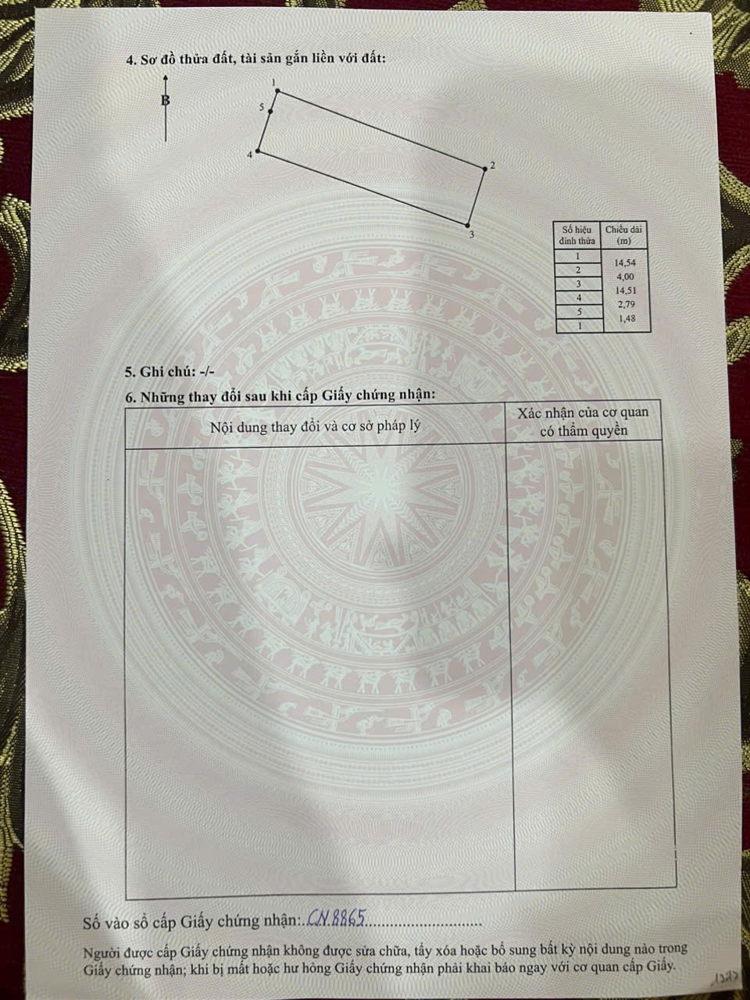 4. Sơ đồ thửa đất, tài sản gắn liền với đất:
B
1
5
4
2
3
Số hiệu đỉnh thửa
Chiều dài (m)
1
14,54
2
4,00
3
14,51
4
2,79
5
1,48
1
5. Ghi chú: -/-
6. Những thay đổi sau khi cấp Giấy chứng nhận:
Nội dung thay đổi và cơ sở pháp lý
Xác nhận của cơ quan
có thẩm quyền
Số vào sổ cấp Giấy chứng nhận:..CN.8865..............................
Người được cấp Giấy chứng nhận không được sửa chữa, tẩy xóa hoặc bổ sung bất kỳ nội dung nào trong
Giấy chứng nhận; khi bị mất hoặc hư hỏng Giấy chứng nhận phải khai báo ngay với cơ quan cấp Giấy.